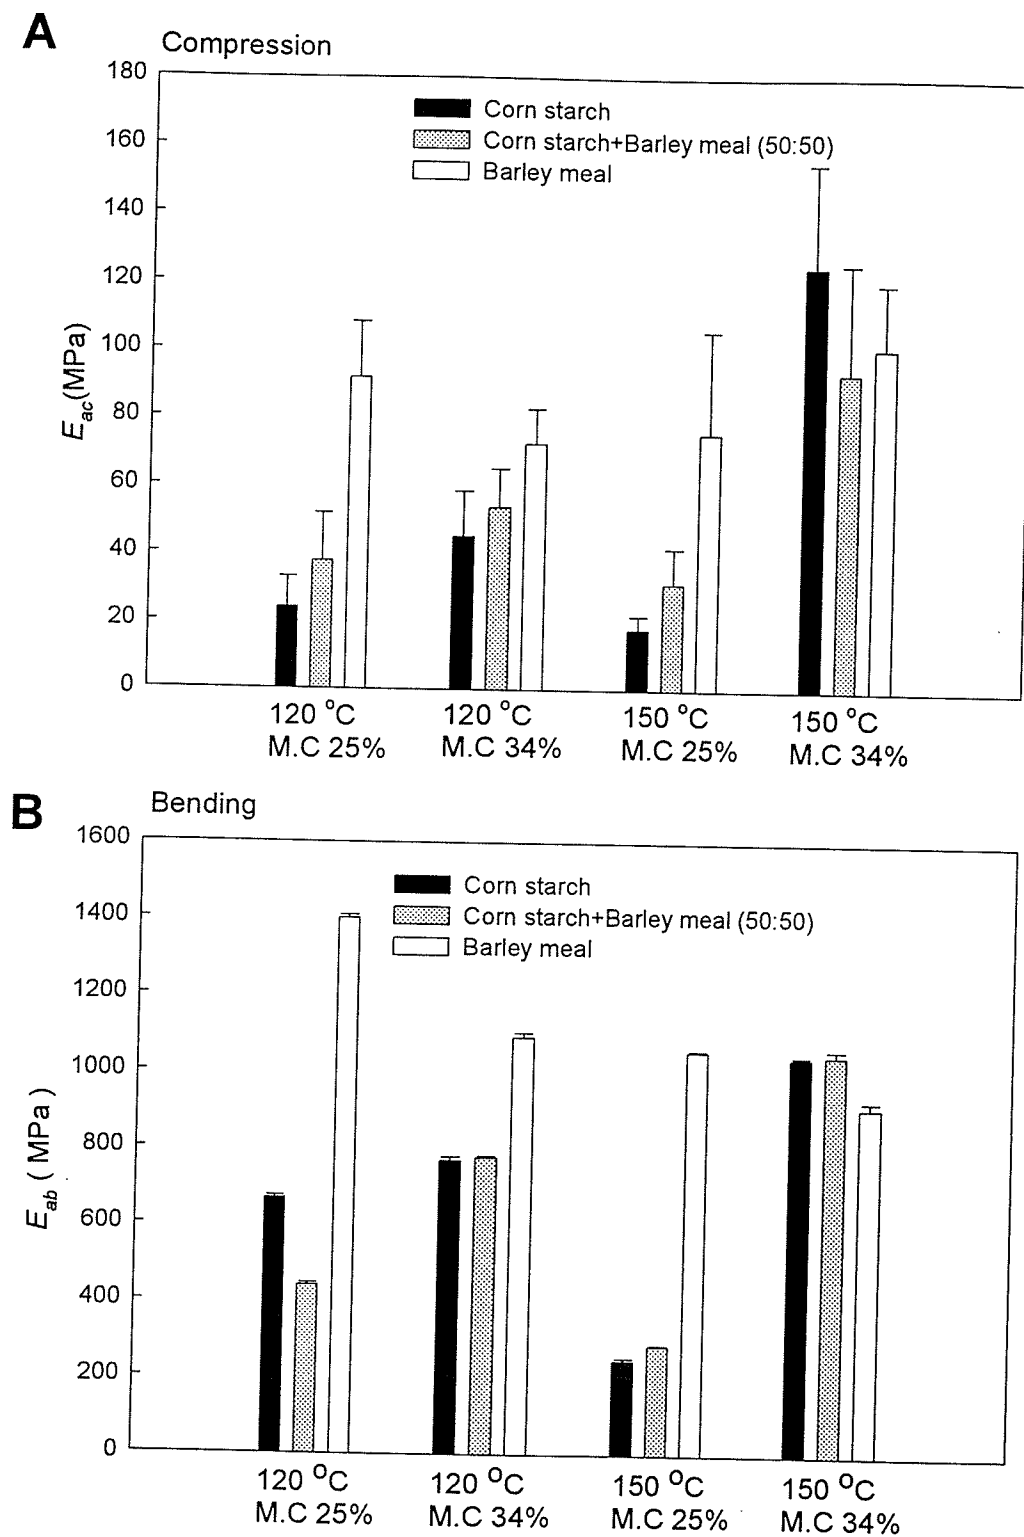 A
Compression
180
160
140
120
100
80
60
40
20
0
Eac(MPa)
Corn starch
Corn starch+Barley meal (50:50)
Barley meal
120 °C
M.C 25%
120 °C
M.C 34%
150 °C
M.C 25%
150 °C
M.C 34%
B
Bending
1600
1400
1200
1000
800
600
400
200
0
Eab ( MPa )
Corn starch
Corn starch+Barley meal (50:50)
Barley meal
120 °C
M.C 25%
120 °C
M.C 34%
150 °C
M.C 25%
150 °C
M.C 34%